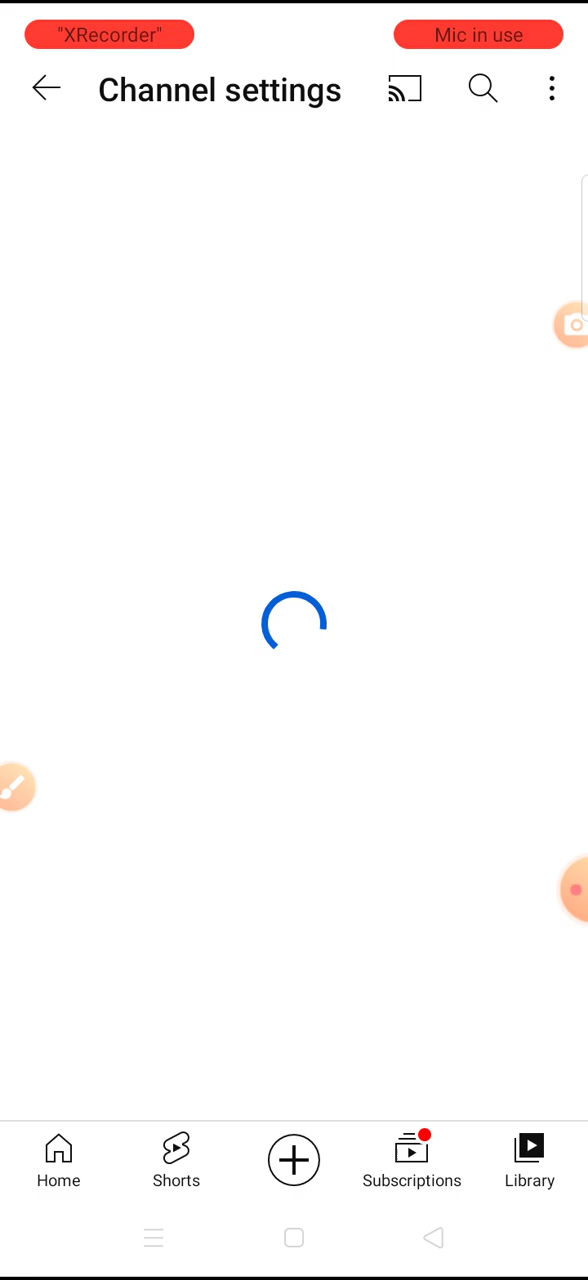 "XRecorder"
Mic in use
Channel settings
Home
Shorts
Subscriptions
Library